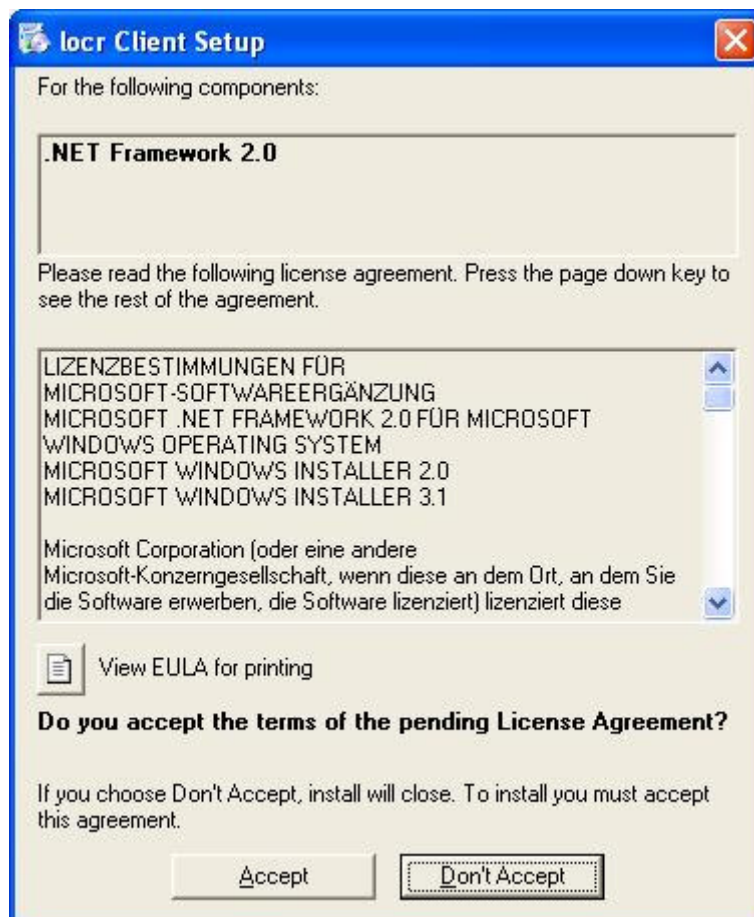 locr Client Setup
For the following components:
.NET Framework 2.0
Please read the following license agreement. Press the page down key to
see the rest of the agreement.
LIZENZBESTIMMUNGEN FÜR
MICROSOFT-SOFTWAREERGÄNZUNG
MICROSOFT .NET FRAMEWORK 2.0 FÜR MICROSOFT
WINDOWS OPERATING SYSTEM
MICROSOFT WINDOWS INSTALLER 2.0
MICROSOFT WINDOWS INSTALLER 3.1
Microsoft Corporation (oder eine andere
Microsoft-Konzerngesellschaft, wenn diese an dem Ort, an dem Sie
die Software erwerben, die Software lizenziert) lizenziert diese
View EULA for printing
Do you accept the terms of the pending License Agreement?
If you choose Don't Accept, install will close. To install you must accept
this agreement.
Accept
Don't Accept